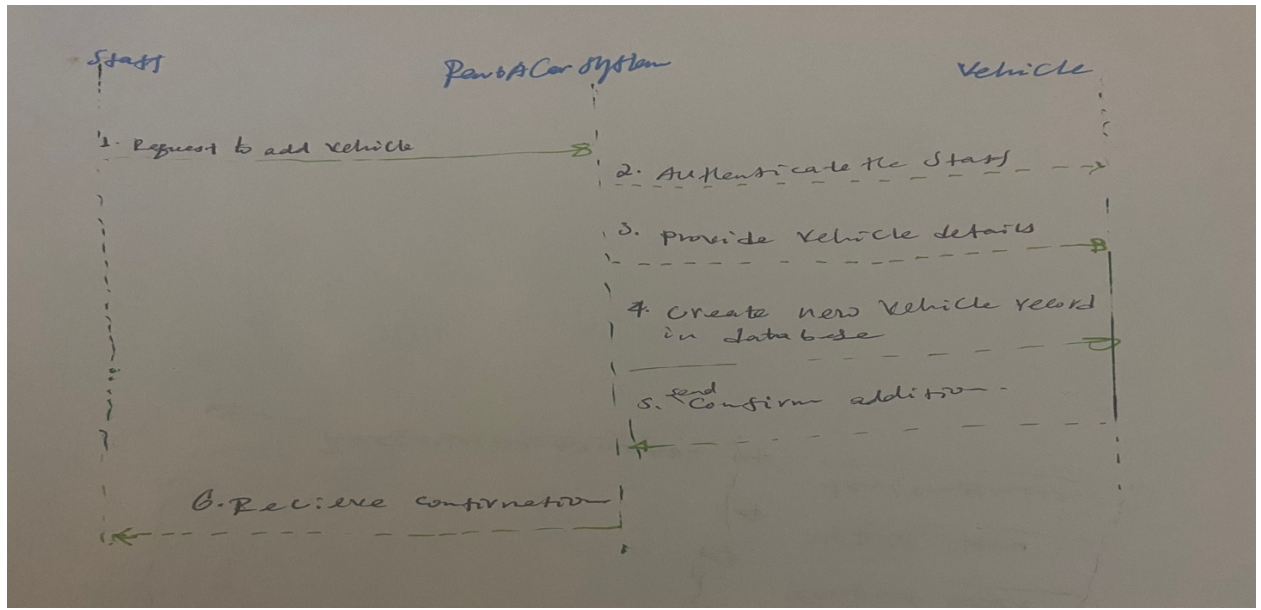 Staff
RentACar System
Vehicle
1. Request to add vehicle
2. Authenticate the Staff
3. Provide vehicle details
4. Create new vehicle record
in database
5. send Confirm addition.
6. Recieve confirmation